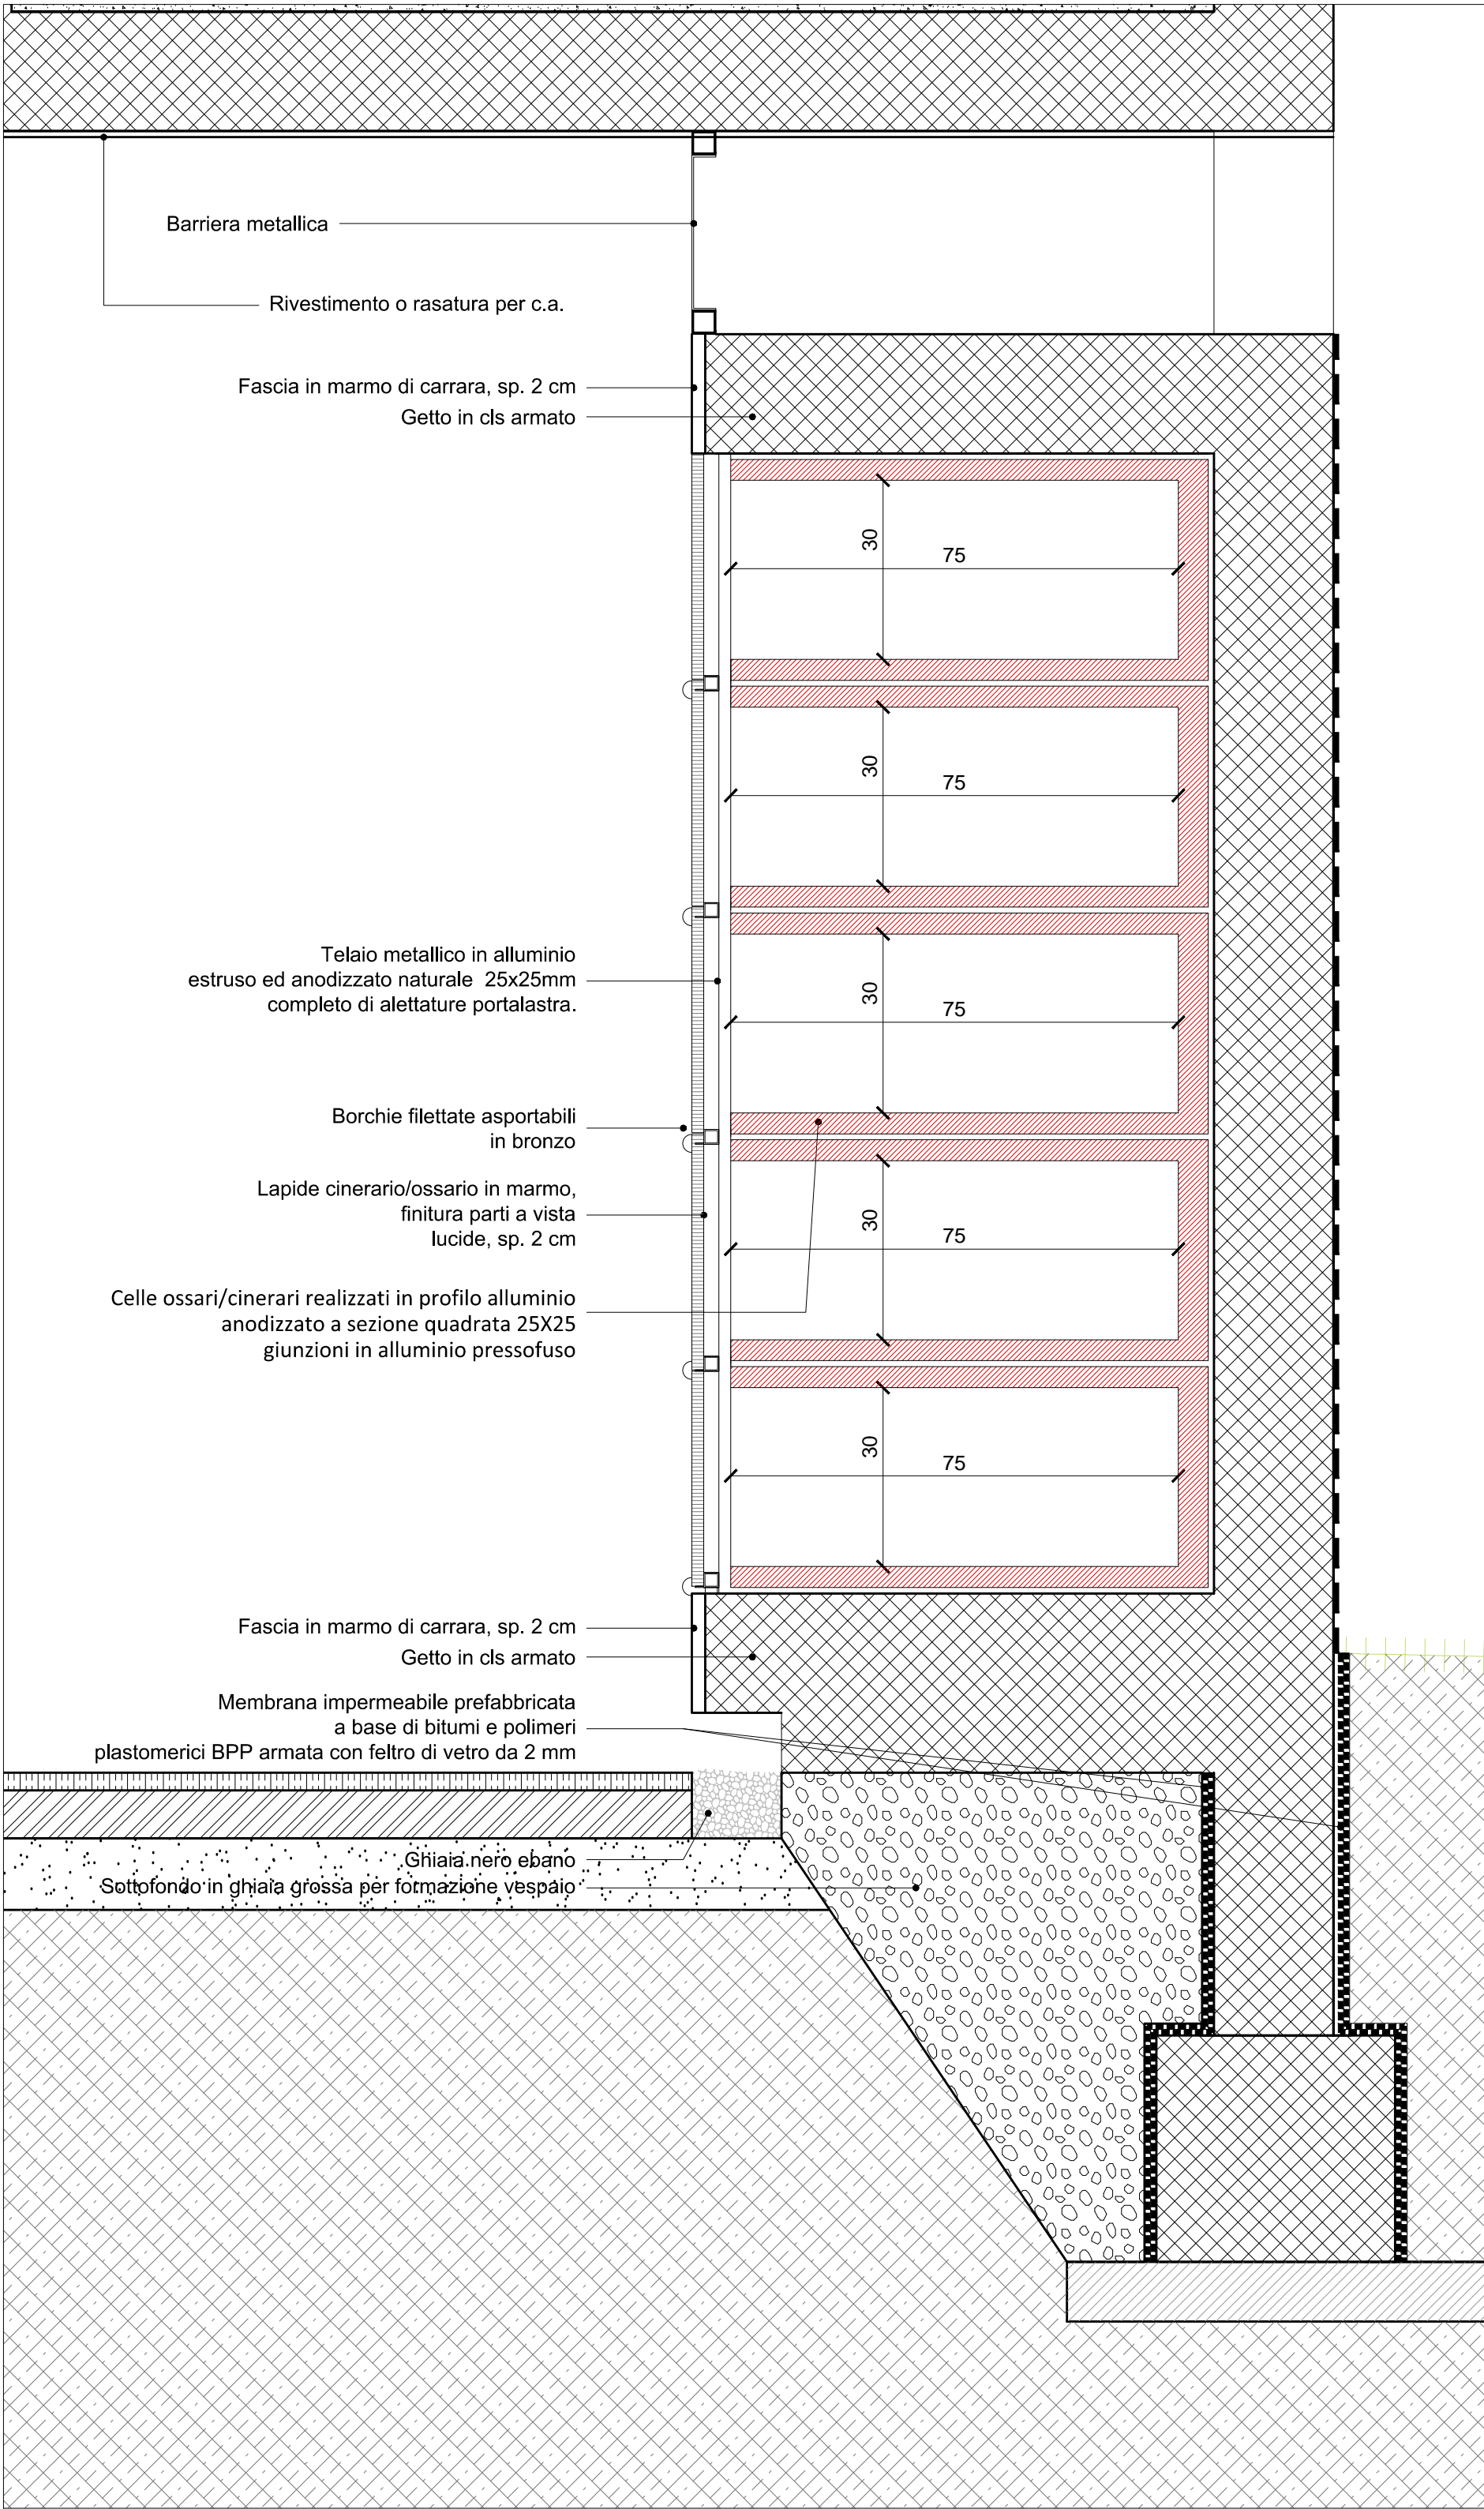 Barriera metallica
Rivestimento o rasatura per c.a.
Fascia in marmo di carrara, sp. 2 cm
Getto in cls armato
30
75
30
75
Telaio metallico in alluminio
estruso ed anodizzato naturale 25x25mm
completo di alettature portalastra.
30
75
Borchie filettate asportabili
in bronzo
Lapide cinerario/ossario in marmo,
finitura parti a vista
lucide, sp. 2 cm
30
75
Celle ossari/cinerari realizzati in profilo alluminio
anodizzato a sezione quadrata 25X25
giunzioni in alluminio pressofuso
30
75
Fascia in marmo di carrara, sp. 2 cm
Getto in cls armato
Membrana impermeabile prefabbricata
a base di bitumi e polimeri
plastomerici BPP armata con feltro di vetro da 2 mm
Ghiaia nero ebano
Sottofondo in ghiaia grossa per formazione vespaio